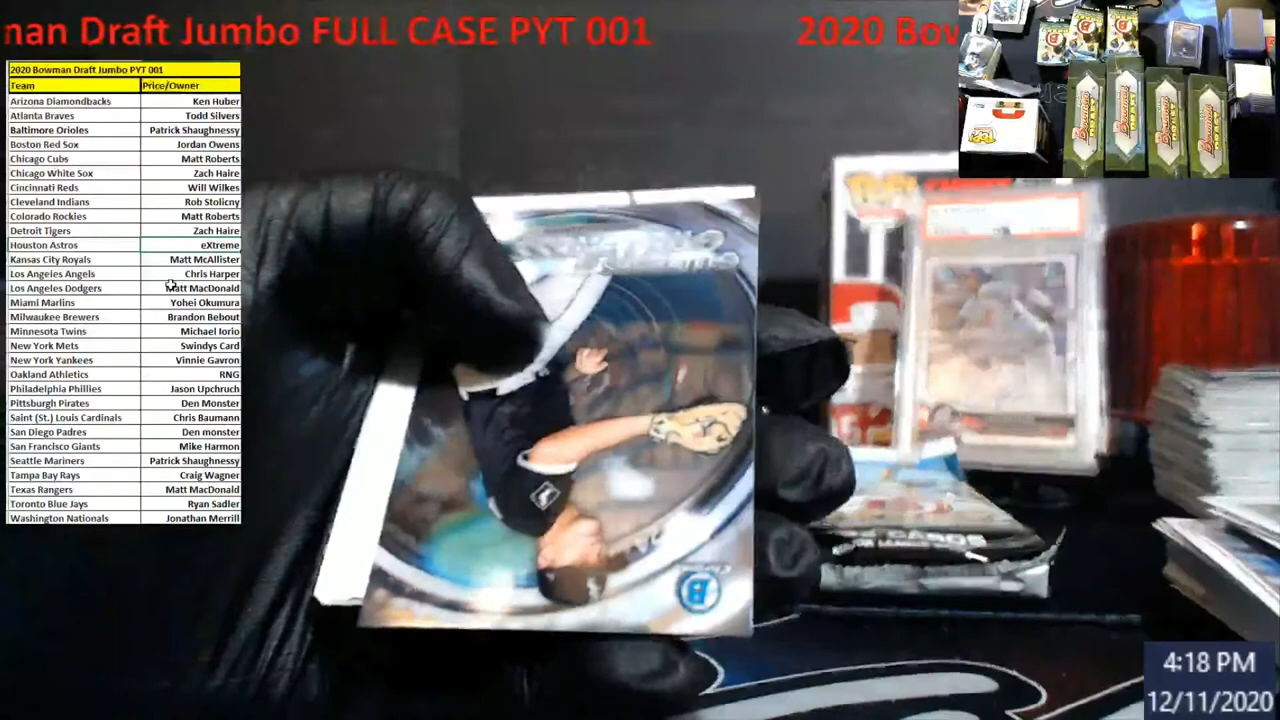 man Draft Jumbo FULL CASE PYT 001 2020 Bov
2020 Bowman Draft Jumbo PYT 001
Team Price/Owner
Arizona Diamondbacks Ken Huber
Atlanta Braves Todd Silvers
Baltimore Orioles Patrick Shaughnessy
Boston Red Sox Jordan Owens
Chicago Cubs Matt Roberts
Chicago White Sox Zach Haire
Cincinnati Reds Will Wilkes
Cleveland Indians Rob Stolicny
Colorado Rockies Matt Roberts
Detroit Tigers Zach Haire
Houston Astros eXtreme
Kansas City Royals Matt McAllister
Los Angeles Angels Chris Harper
Los Angeles Dodgers Matt MacDonald
Miami Marlins Yohei Okumura
Milwaukee Brewers Brandon Bebout
Minnesota Twins Michael Iorio
New York Mets Swindys Card
New York Yankees Vinnie Gavron
Oakland Athletics RNG
Philadelphia Phillies Jason Upchruch
Pittsburgh Pirates Den Monster
Saint (St.) Louis Cardinals Chris Baumann
San Diego Padres Den monster
San Francisco Giants Mike Harmon
Seattle Mariners Patrick Shaughnessy
Tampa Bay Rays Craig Wagner
Texas Rangers Matt MacDonald
Toronto Blue Jays Ryan Sadler
Washington Nationals Jonathan Merrill
Chrome
B
CARDS
4:18 PM
12/11/2020